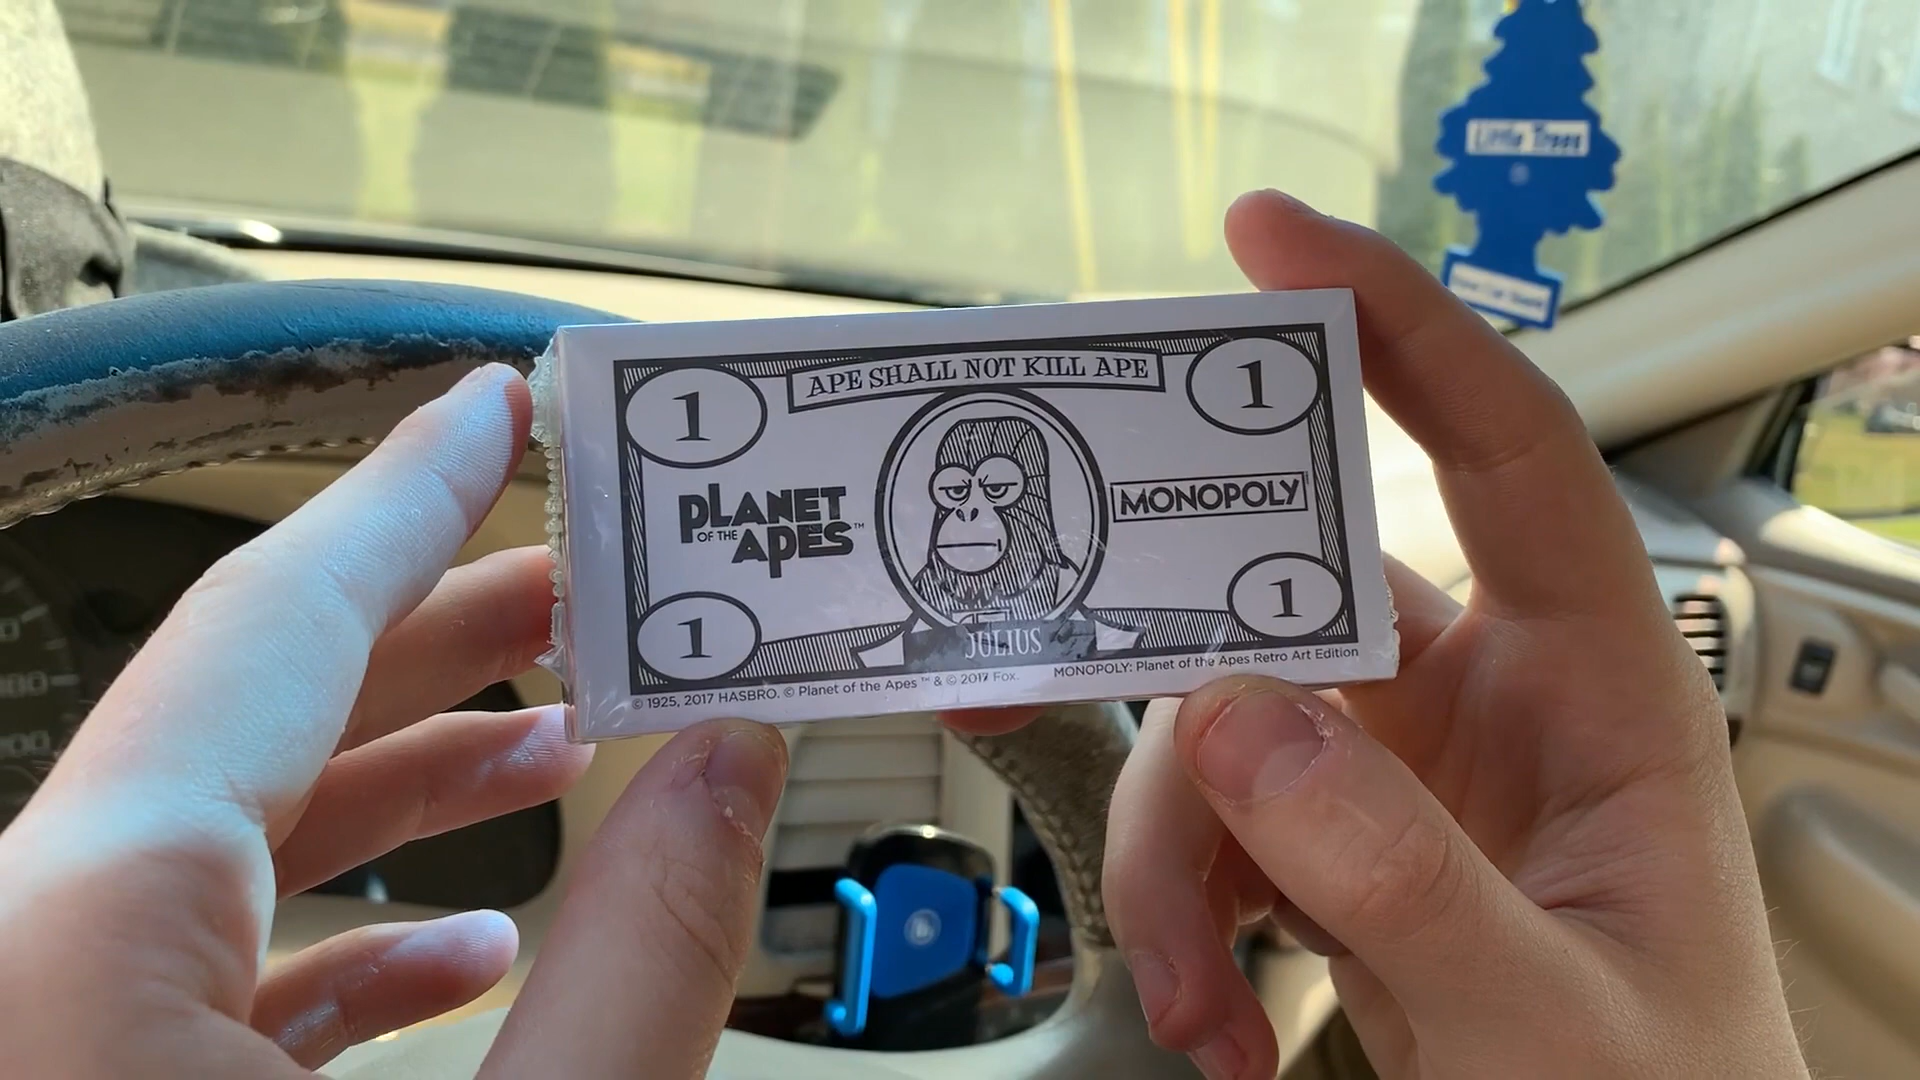 Little Trees
APE SHALL NOT KILL APE
1
1
PLANET
OF THE
APES™
MONOPOLY
1
1
JULIUS
© 1925, 2017 HASBRO. © Planet of the Apes ™ & © 2017 Fox.
MONOPOLY: Planet of the Apes Retro Art Edition